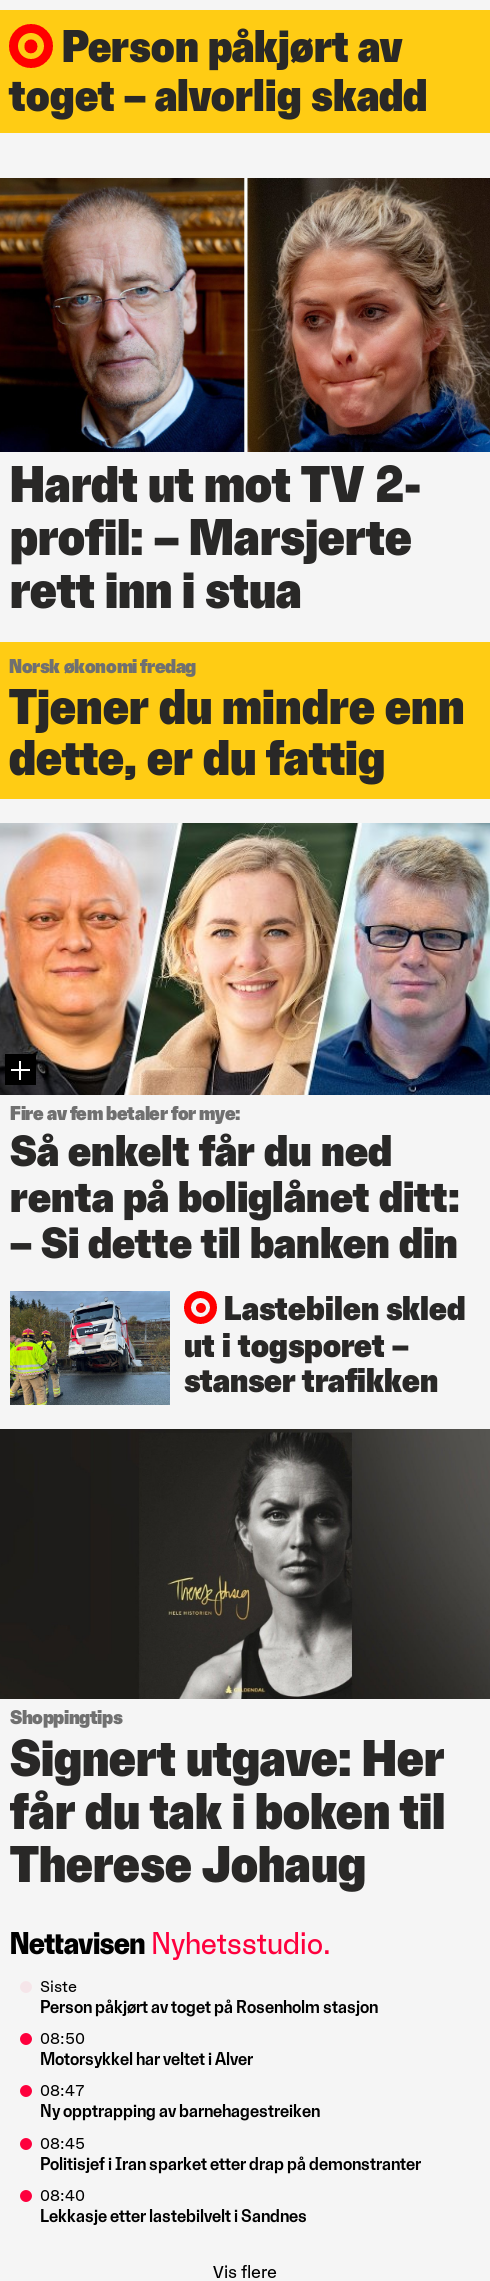 Person påkjørt av
toget – alvorlig skadd
Hardt ut mot TV 2-
profil: – Marsjerte
rett inn i stua
Norsk økonomi fredag
Tjener du mindre enn
dette, er du fattig
Fire av fem betaler for mye:
Så enkelt får du ned
renta på boliglånet ditt:
– Si dette til banken din
Lastebilen skled
ut i togsporet –
stanser trafikken
Therese Johaug
HELE HISTORIEN
GYLDENDAL
Shoppingtips
Signert utgave: Her
får du tak i boken til
Therese Johaug
Nettavisen Nyhetsstudio.
Siste
Person påkjørt av toget på Rosenholm stasjon
08:50
Motorsykkel har veltet i Alver
08:47
Ny opptrapping av barnehagestreiken
08:45
Politisjef i Iran sparket etter drap på demonstranter
08:40
Lekkasje etter lastebilvelt i Sandnes
Vis flere